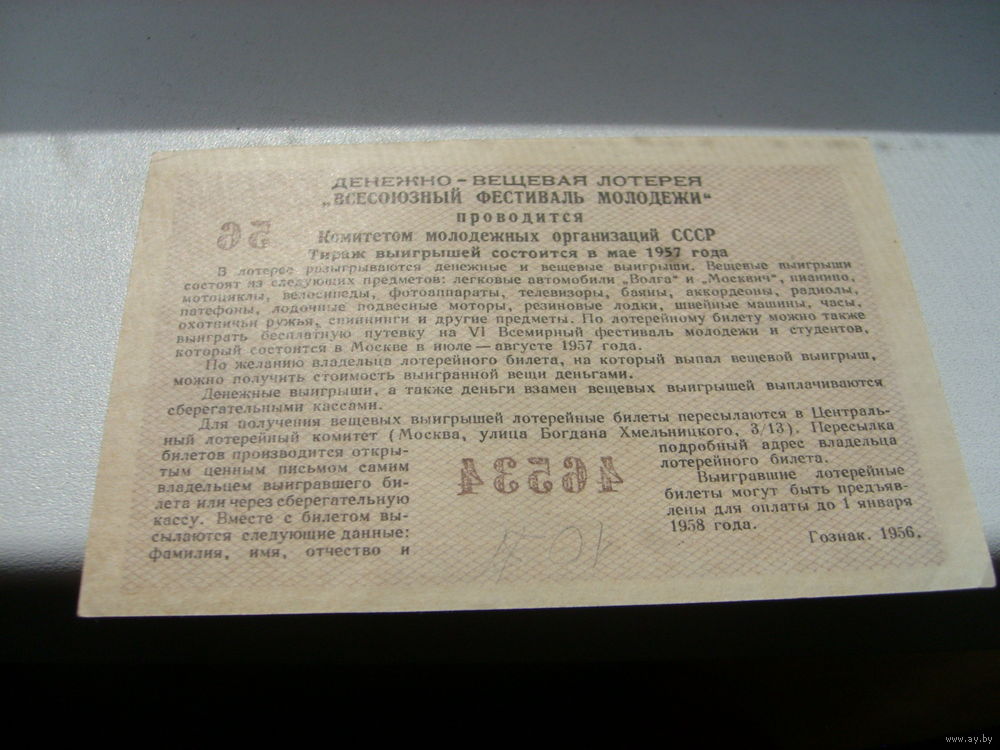 ДЕНЕЖНО - ВЕЩЕВАЯ ЛОТЕРЕЯ
„ВСЕСОЮЗНЫЙ ФЕСТИВАЛЬ МОЛОДЕЖИ“
проводится
Комитетом молодежных организаций СССР
Тираж выигрышей состоится в мае 1957 года
В лотерее разыгрываются денежные и вещевые выигрыши. Вещевые выигрыши
состоят из следующих предметов: легковые автомобили „Волга“ и „Москвич“, пианино,
мотоциклы, велосипеды, фотоаппараты, телевизоры, баяны, аккордеоны, радиолы,
патефоны, лодочные подвесные моторы, резиновые лодки, швейные машины, часы,
охотничьи ружья, спиннинги и другие предметы. По лотерейному билету можно также
выиграть бесплатную путевку на VI Всемирный фестиваль молодежи и студентов,
который состоится в Москве в июле — августе 1957 года.
По желанию владельца лотерейного билета, на который выпал вещевой выигрыш,
можно получить стоимость выигранной вещи деньгами.
Денежные выигрыши, а также деньги взамен вещевых выигрышей выплачиваются
сберегательными кассами.
Для получения вещевых выигрышей лотерейные билеты пересылаются в Централь-
ный лотерейный комитет (Москва, улица Богдана Хмельницкого, 3/13). Пересылка
билетов производится откры-
тым ценным письмом самим
владельцем выигравшего би-
лета или через сберегательную
кассу. Вместе с билетом вы-
сылаются следующие данные:
фамилия, имя, отчество и
подробный адрес владельца
лотерейного билета.
Выигравшие лотерейные
билеты могут быть предъяв-
лены для оплаты до 1 января
1958 года.
Гознак. 1956.
56
46534
www.ay.by